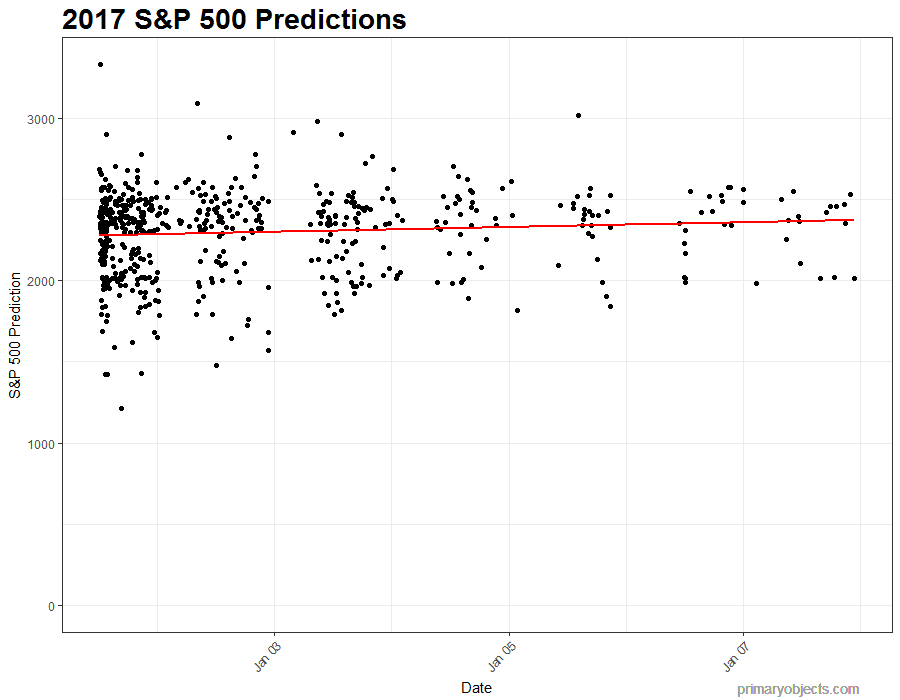 2017 S&P 500 Predictions
3000
2000
1000
0
S&P 500 Prediction
Jan 03
Jan 05
Jan 07
Date
primaryobjects.com